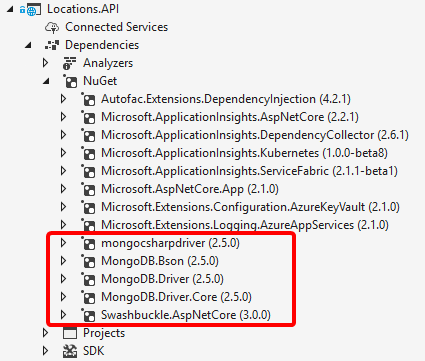 Locations.API
Connected Services
Dependencies
Analyzers
NuGet
Autofac.Extensions.DependencyInjection (4.2.1)
Microsoft.ApplicationInsights.AspNetCore (2.2.1)
Microsoft.ApplicationInsights.DependencyCollector (2.6.1)
Microsoft.ApplicationInsights.Kubernetes (1.0.0-beta8)
Microsoft.ApplicationInsights.ServiceFabric (2.1.1-beta1)
Microsoft.AspNetCore.App (2.1.0)
Microsoft.Extensions.Configuration.AzureKeyVault (2.1.0)
Microsoft.Extensions.Logging.AzureAppServices (2.1.0)
mongocsharpdriver (2.5.0)
MongoDB.Bson (2.5.0)
MongoDB.Driver (2.5.0)
MongoDB.Driver.Core (2.5.0)
Swashbuckle.AspNetCore (3.0.0)
Projects
SDK